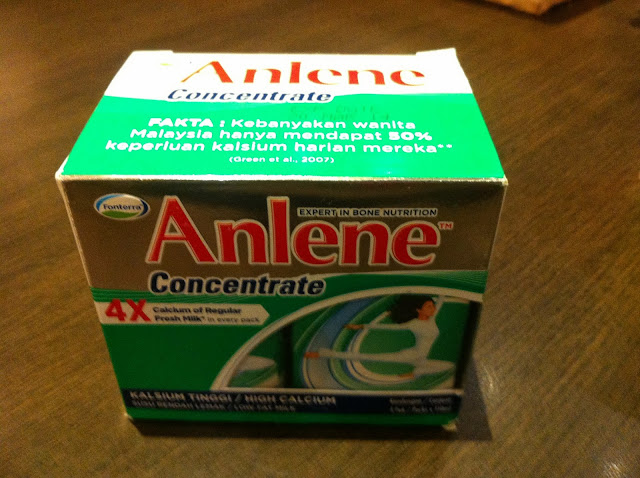 Anlene
Concentrate
FAKTA : Kebanyakan wanita
Malaysia hanya mendapat 50%
keperluan kalsium harian mereka**
(Green et al., 2007)
Fonterra
EXPERT IN BONE NUTRITION
Anlene™
Concentrate
4X Calcium of Regular
Fresh Milk* in every pack
KALSIUM TINGGI / HIGH CALCIUM
SUSU RENDAH LEMAK / LOW FAT MILK